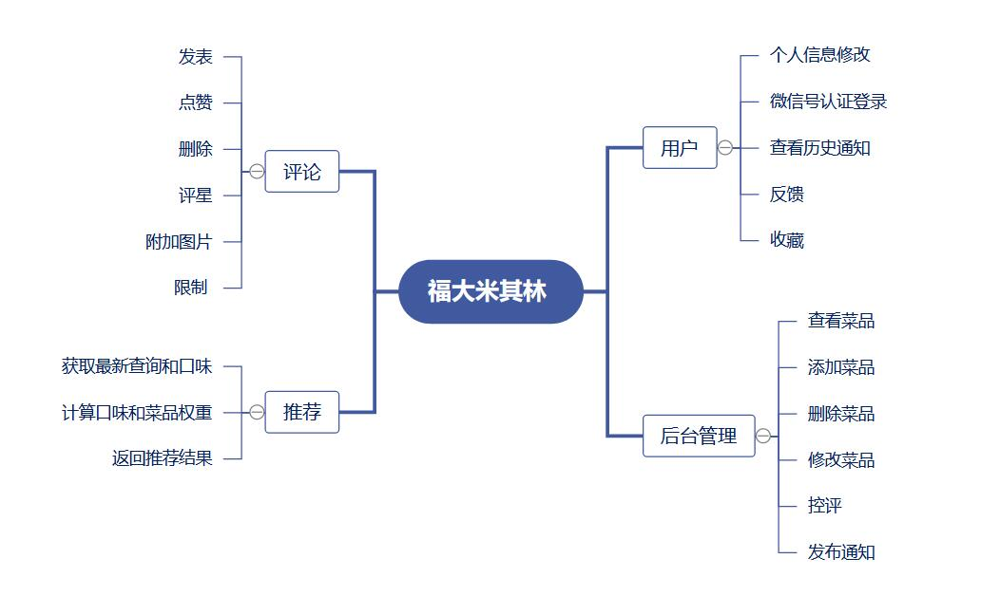 福大米其林
评论
发表
点赞
删除
评星
附加图片
限制
推荐
获取最新查询和口味
计算口味和菜品权重
返回推荐结果
用户
个人信息修改
微信号认证登录
查看历史通知
反馈
收藏
后台管理
查看菜品
添加菜品
删除菜品
修改菜品
控评
发布通知